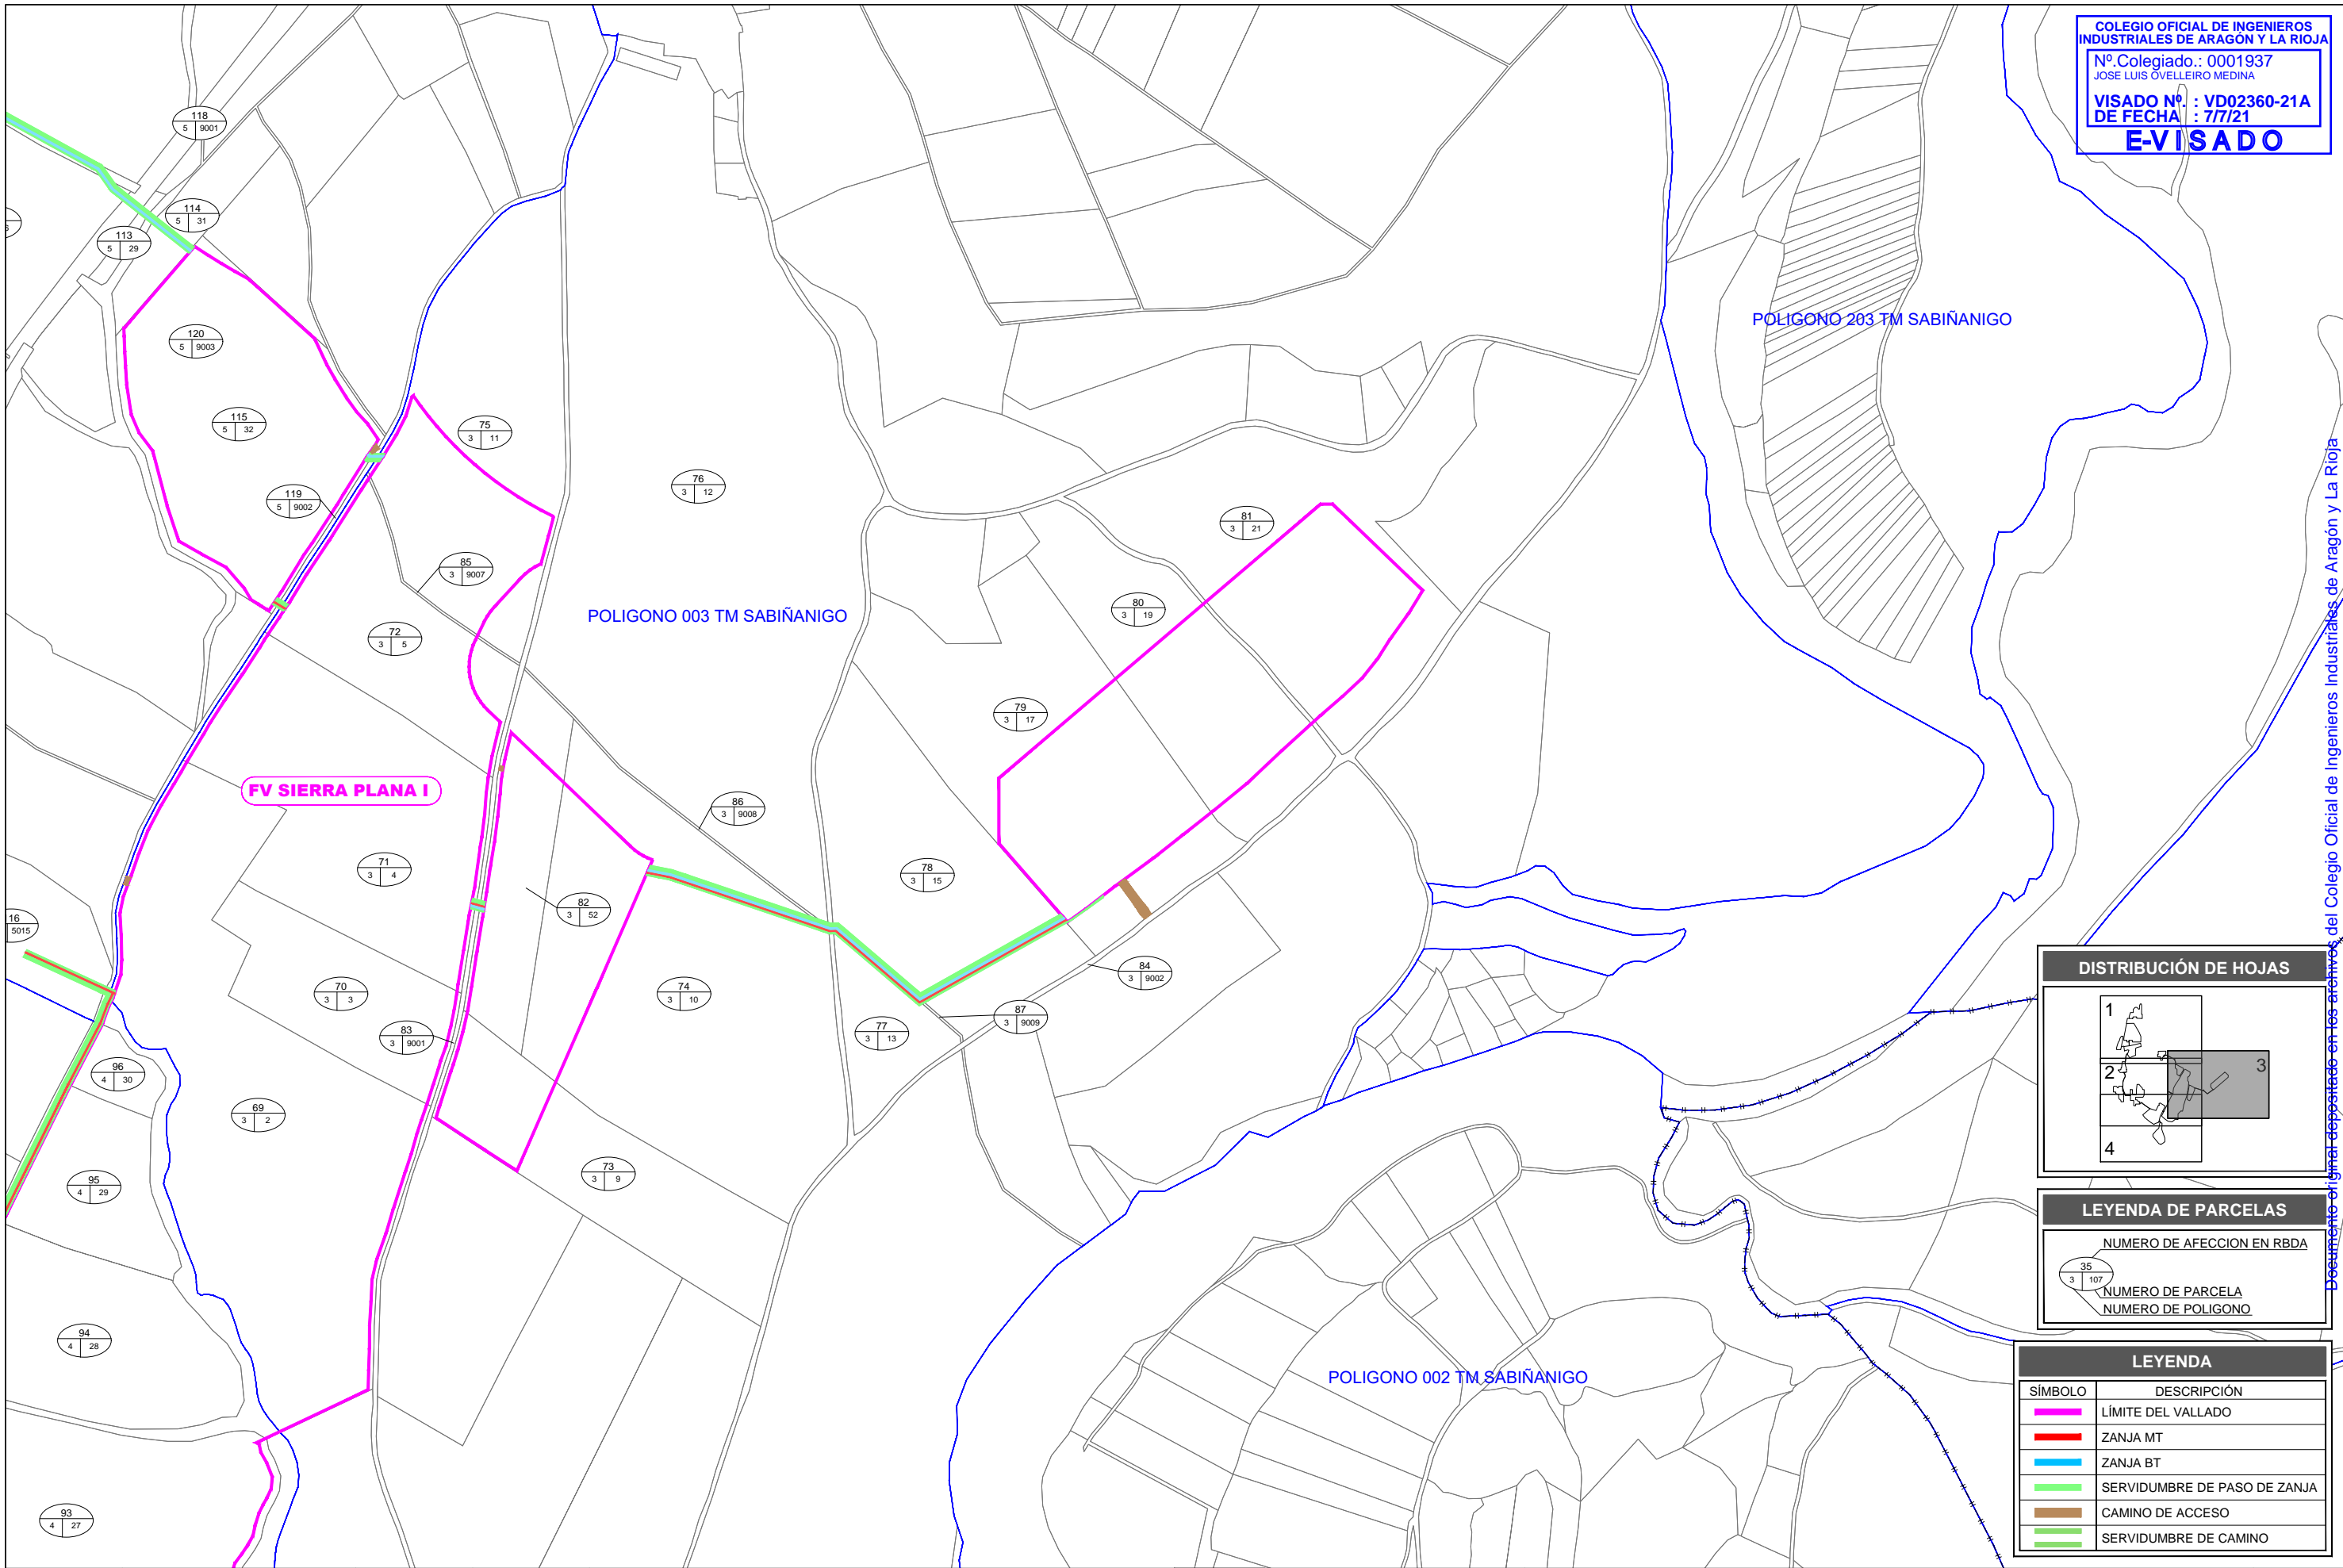 COLEGIO OFICIAL DE INGENIEROS
INDUSTRIALES DE ARAGÓN Y LA RIOJA
Nº.Colegiado.: 0001937
JOSE LUIS OVELLEIRO MEDINA
VISADO Nº. : VD02360-21A
DE FECHA : 7/7/21
E-VISADO
118
5 9001
114
5 31
113
5 29
120
5 9003
115
5 32
75
3 11
119
5 9002
76
3 12
81
3 21
POLIGONO 203 TM SABIÑANIGO
85
3 9007
80
3 19
POLIGONO 003 TM SABIÑANIGO
72
3 5
79
3 17
FV SIERRA PLANA I
86
3 9008
71
3 4
78
3 15
82
3 52
16
5015
84
3 9002
70
3 3
74
3 10
87
3 9009
83
3 9001
77
3 13
96
4 30
69
3 2
73
3 9
95
4 29
94
4 28
93
4 27
POLIGONO 002 TM SABIÑANIGO
Documento original depositado en los archivos del Colegio Oficial de Ingenieros Industriales de Aragón y La Rioja
DISTRIBUCIÓN DE HOJAS
1
2
3
4
LEYENDA DE PARCELAS
NUMERO DE AFECCION EN RBDA
35
3 107
NUMERO DE PARCELA
NUMERO DE POLIGONO
LEYENDA
SÍMBOLO DESCRIPCIÓN
LÍMITE DEL VALLADO
ZANJA MT
ZANJA BT
SERVIDUMBRE DE PASO DE ZANJA
CAMINO DE ACCESO
SERVIDUMBRE DE CAMINO